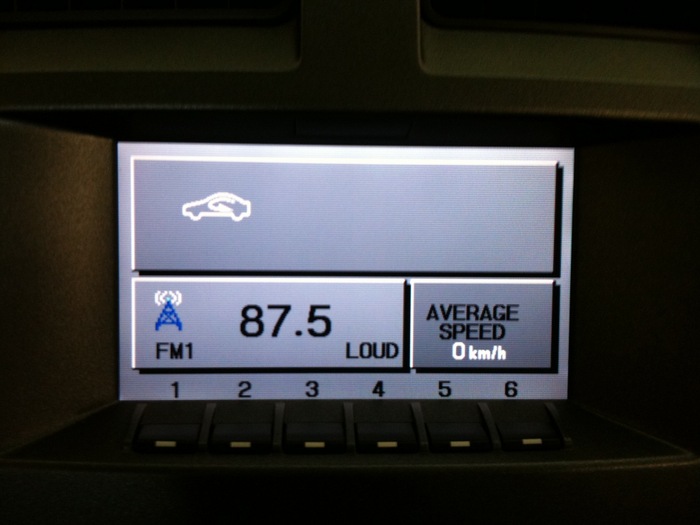 87.5
FM1 LOUD
AVERAGE
SPEED
0 km/h
1 2 3 4 5 6